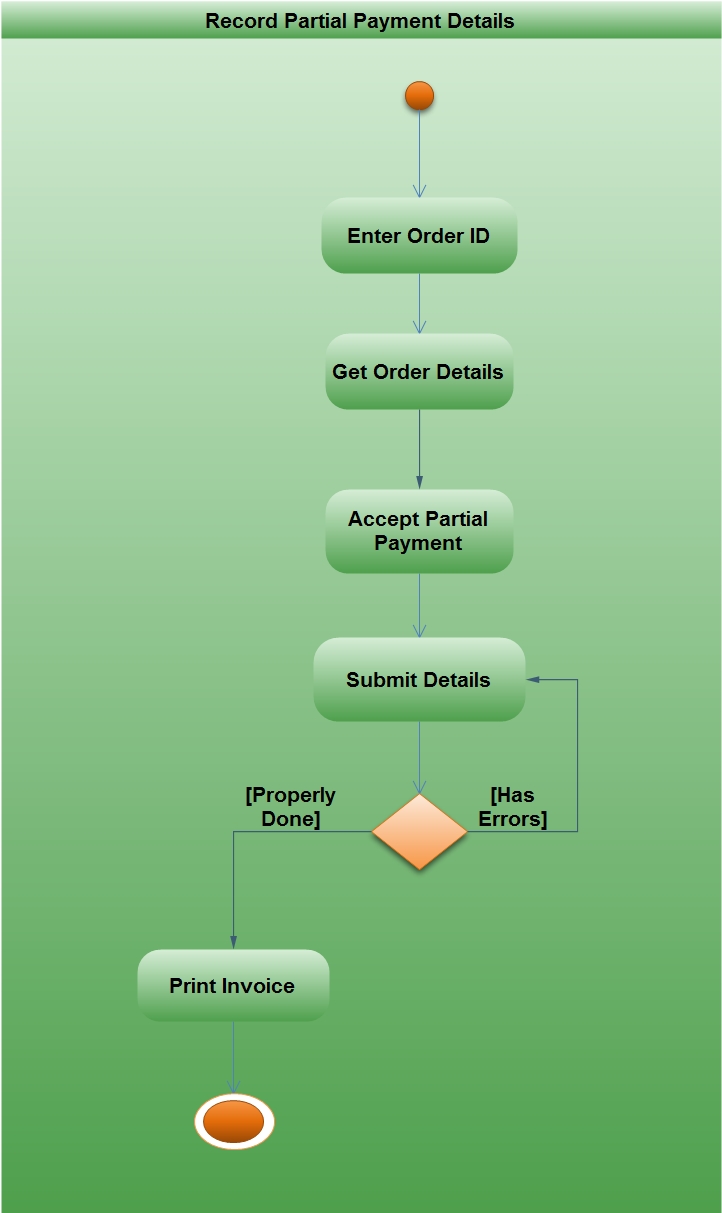 Record Partial Payment Details
Enter Order ID
Get Order Details
Accept Partial
Payment
Submit Details
[Properly
Done]
[Has
Errors]
Print Invoice